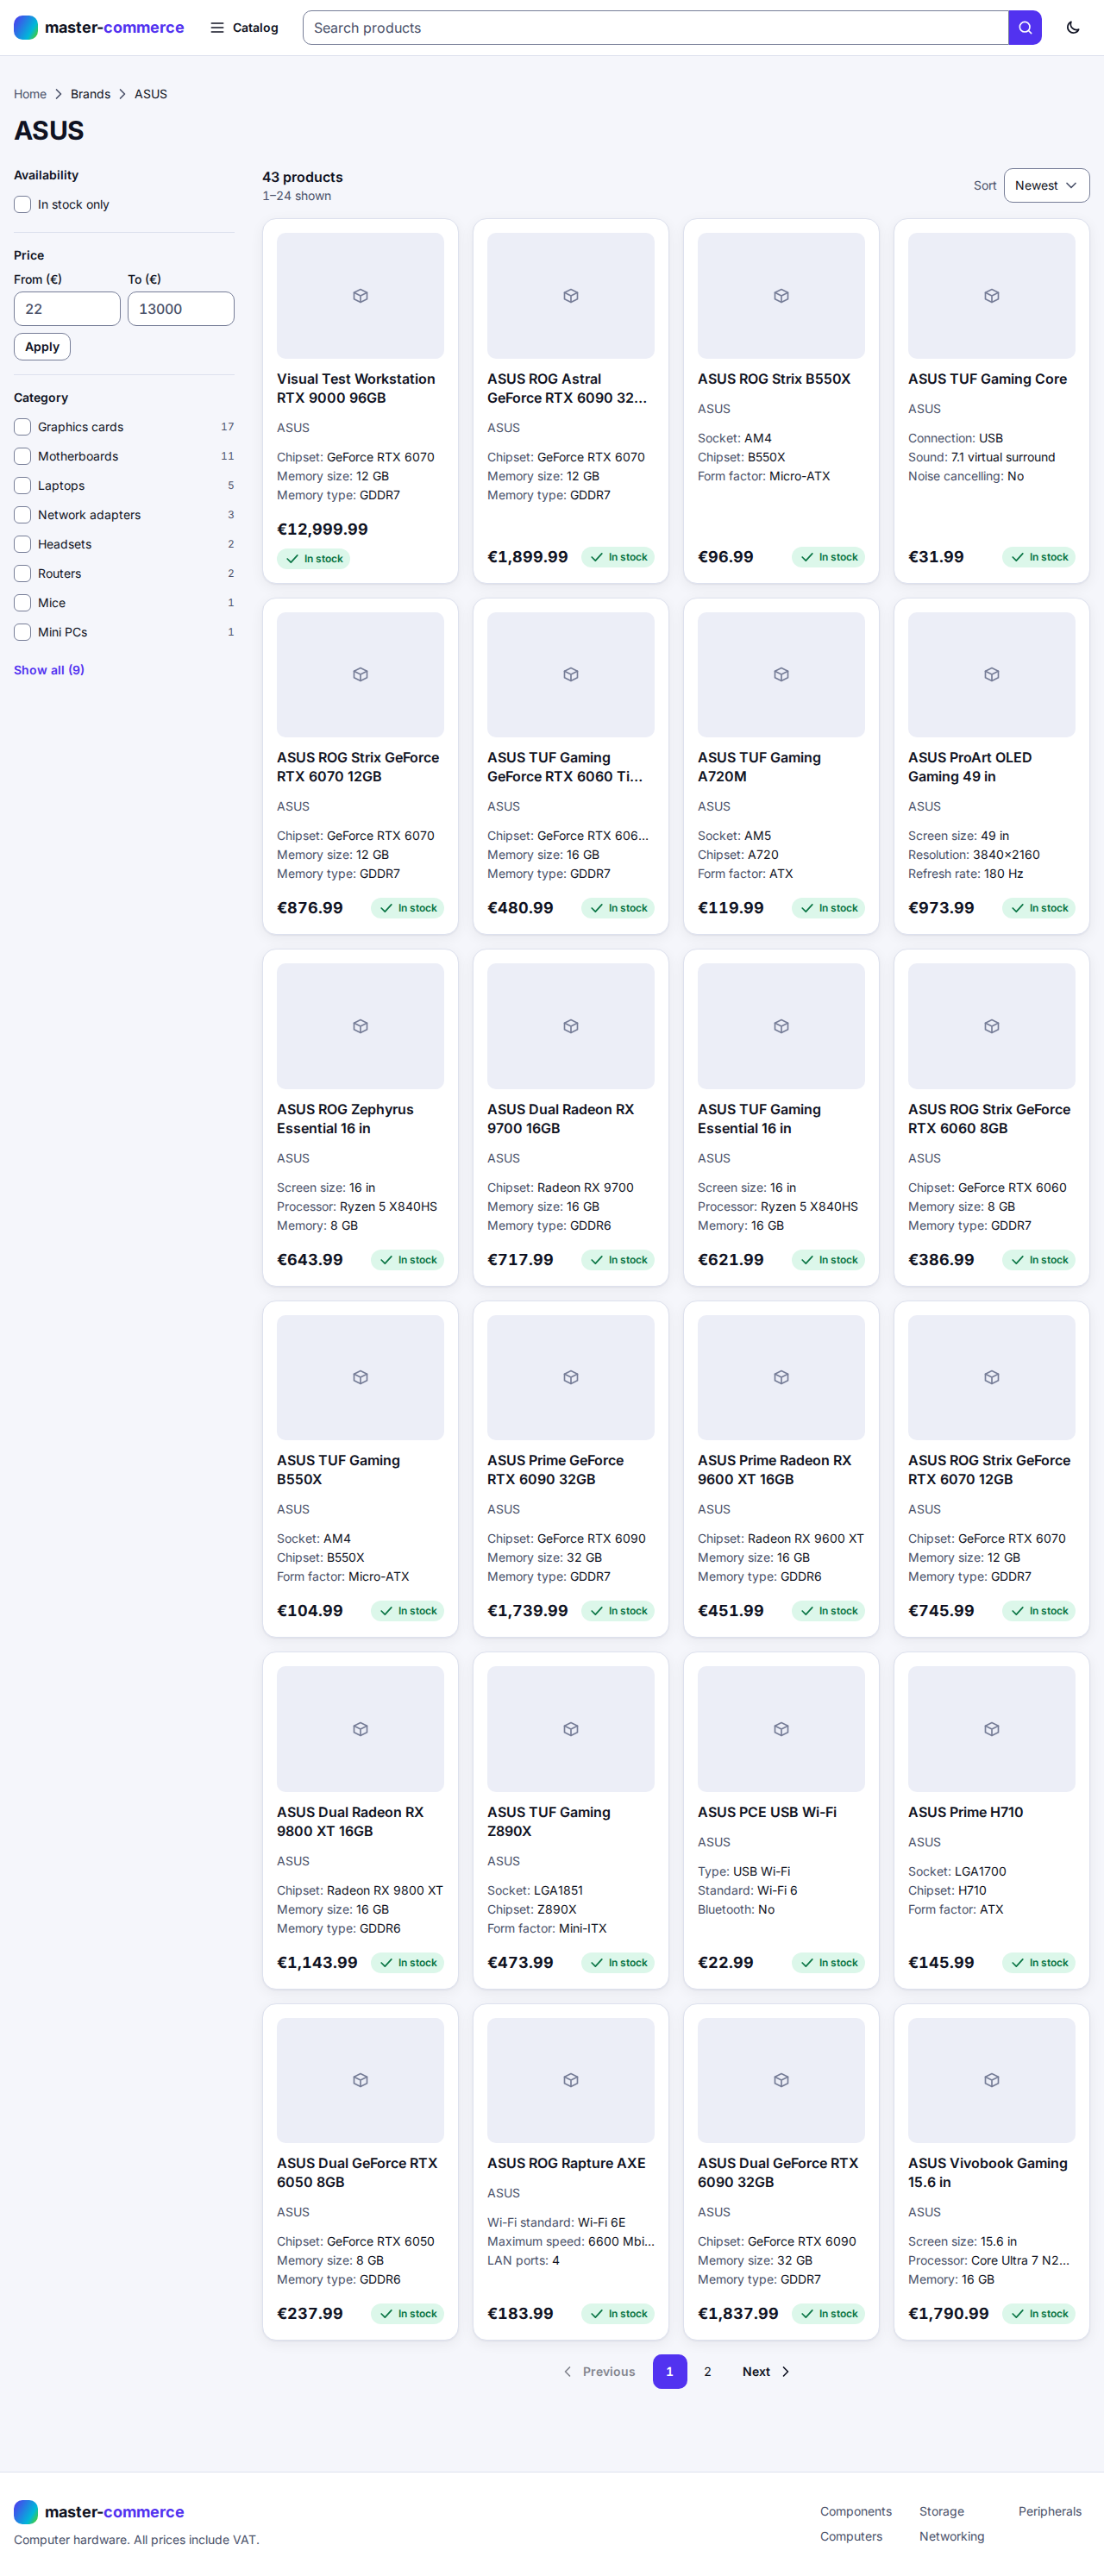 master-commerce
Catalog
Search products
Home > Brands > ASUS
ASUS
Availability
In stock only
Price
From (€) To (€)
22 13000
Apply
Category
Graphics cards 17
Motherboards 11
Laptops 5
Network adapters 3
Headsets 2
Routers 2
Mice 1
Mini PCs 1
Show all (9)
43 products
1–24 shown
Sort Newest
Visual Test Workstation
RTX 9000 96GB
ASUS
Chipset: GeForce RTX 6070
Memory size: 12 GB
Memory type: GDDR7
€12,999.99
In stock
ASUS ROG Astral
GeForce RTX 6090 32...
ASUS
Chipset: GeForce RTX 6070
Memory size: 12 GB
Memory type: GDDR7
€1,899.99 In stock
ASUS ROG Strix B550X
ASUS
Socket: AM4
Chipset: B550X
Form factor: Micro-ATX
€96.99 In stock
ASUS TUF Gaming Core
ASUS
Connection: USB
Sound: 7.1 virtual surround
Noise cancelling: No
€31.99 In stock
ASUS ROG Strix GeForce
RTX 6070 12GB
ASUS
Chipset: GeForce RTX 6070
Memory size: 12 GB
Memory type: GDDR7
€876.99 In stock
ASUS TUF Gaming
GeForce RTX 6060 Ti...
ASUS
Chipset: GeForce RTX 606...
Memory size: 16 GB
Memory type: GDDR7
€480.99 In stock
ASUS TUF Gaming
A720M
ASUS
Socket: AM5
Chipset: A720
Form factor: ATX
€119.99 In stock
ASUS ProArt OLED
Gaming 49 in
ASUS
Screen size: 49 in
Resolution: 3840×2160
Refresh rate: 180 Hz
€973.99 In stock
ASUS ROG Zephyrus
Essential 16 in
ASUS
Screen size: 16 in
Processor: Ryzen 5 X840HS
Memory: 8 GB
€643.99 In stock
ASUS Dual Radeon RX
9700 16GB
ASUS
Chipset: Radeon RX 9700
Memory size: 16 GB
Memory type: GDDR6
€717.99 In stock
ASUS TUF Gaming
Essential 16 in
ASUS
Screen size: 16 in
Processor: Ryzen 5 X840HS
Memory: 16 GB
€621.99 In stock
ASUS ROG Strix GeForce
RTX 6060 8GB
ASUS
Chipset: GeForce RTX 6060
Memory size: 8 GB
Memory type: GDDR7
€386.99 In stock
ASUS TUF Gaming
B550X
ASUS
Socket: AM4
Chipset: B550X
Form factor: Micro-ATX
€104.99 In stock
ASUS Prime GeForce
RTX 6090 32GB
ASUS
Chipset: GeForce RTX 6090
Memory size: 32 GB
Memory type: GDDR7
€1,739.99 In stock
ASUS Prime Radeon RX
9600 XT 16GB
ASUS
Chipset: Radeon RX 9600 XT
Memory size: 16 GB
Memory type: GDDR6
€451.99 In stock
ASUS ROG Strix GeForce
RTX 6070 12GB
ASUS
Chipset: GeForce RTX 6070
Memory size: 12 GB
Memory type: GDDR7
€745.99 In stock
ASUS Dual Radeon RX
9800 XT 16GB
ASUS
Chipset: Radeon RX 9800 XT
Memory size: 16 GB
Memory type: GDDR6
€1,143.99 In stock
ASUS TUF Gaming
Z890X
ASUS
Socket: LGA1851
Chipset: Z890X
Form factor: Mini-ITX
€473.99 In stock
ASUS PCE USB Wi-Fi
ASUS
Type: USB Wi-Fi
Standard: Wi-Fi 6
Bluetooth: No
€22.99 In stock
ASUS Prime H710
ASUS
Socket: LGA1700
Chipset: H710
Form factor: ATX
€145.99 In stock
ASUS Dual GeForce RTX
6050 8GB
ASUS
Chipset: GeForce RTX 6050
Memory size: 8 GB
Memory type: GDDR6
€237.99 In stock
ASUS ROG Rapture AXE
ASUS
Wi-Fi standard: Wi-Fi 6E
Maximum speed: 6600 Mbi...
LAN ports: 4
€183.99 In stock
ASUS Dual GeForce RTX
6090 32GB
ASUS
Chipset: GeForce RTX 6090
Memory size: 32 GB
Memory type: GDDR7
€1,837.99 In stock
ASUS Vivobook Gaming
15.6 in
ASUS
Screen size: 15.6 in
Processor: Core Ultra 7 N2...
Memory: 16 GB
€1,790.99 In stock
Previous 1 2 Next
master-commerce
Computer hardware. All prices include VAT.
Components Storage Peripherals
Computers Networking